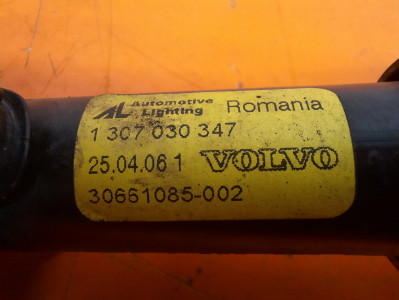 AL Automotive Lighting Romania
1 307 030 347
25.04.06 1 VOLVO
30661085-002